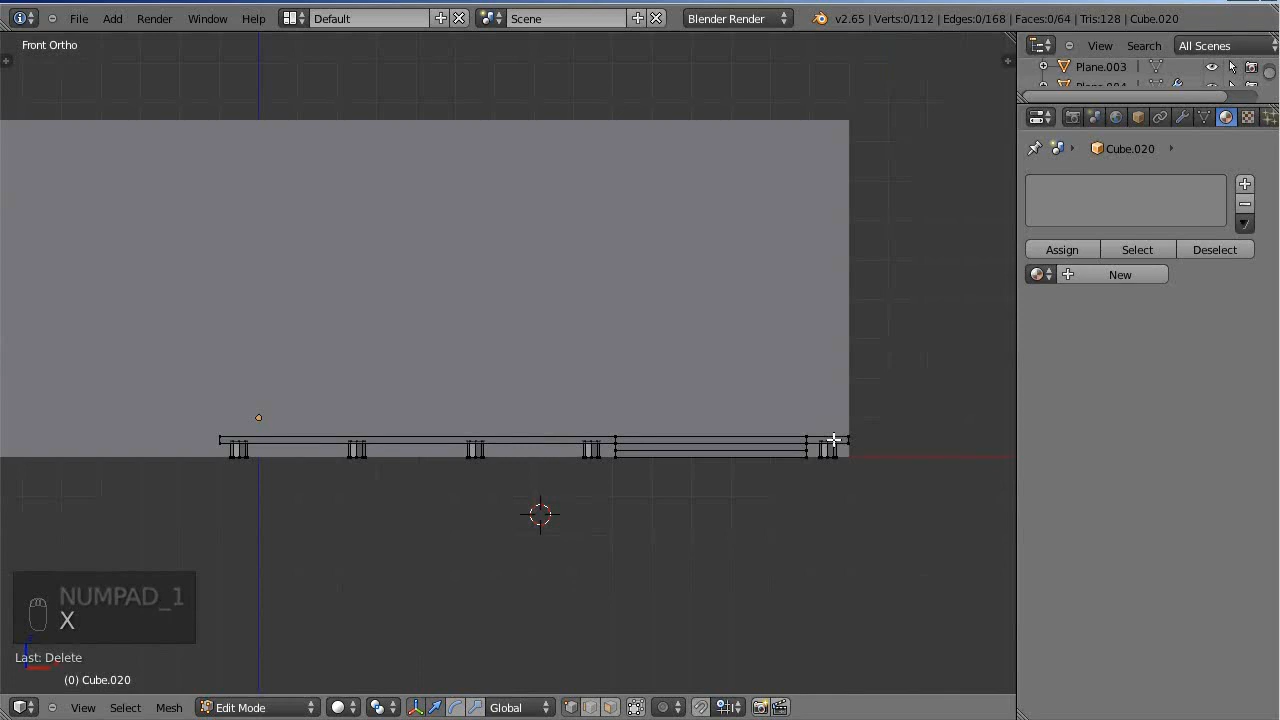 File Add Render Window Help Default Scene Blender Render v2.65 | Verts:0/112 | Edges:0/168 | Faces:0/64 | Tris:128 | Cube.020
Front Ortho
View Search All Scenes
Plane.003
Cube.020
Assign Select Deselect
New
NUMPAD_1
X
Last: Delete
(0) Cube.020
View Select Mesh Edit Mode Global